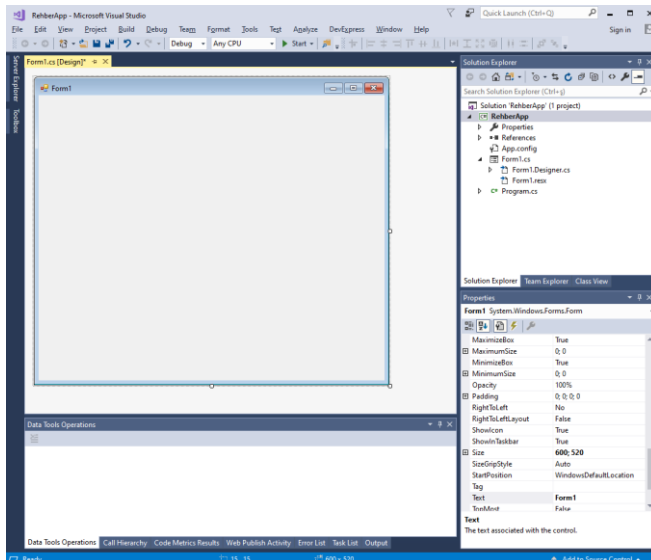 RehberApp - Microsoft Visual Studio
Quick Launch (Ctrl+Q)
File Edit View Project Build Debug Team Format Tools Test Analyze DevExpress Window Help
Sign in
Debug Any CPU Start
Server Explorer
Toolbox
Form1.cs [Design]*
Form1
Solution Explorer
Search Solution Explorer (Ctrl+ş)
Solution 'RehberApp' (1 project)
RehberApp
Properties
References
App.config
Form1.cs
Form1.Designer.cs
Form1.resx
Program.cs
Solution Explorer Team Explorer Class View
Properties
Form1 System.Windows.Forms.Form
MaximizeBox True
MaximumSize 0; 0
MinimizeBox True
MinimumSize 0; 0
Opacity 100%
Padding 0; 0; 0; 0
RightToLeft No
RightToLeftLayout False
ShowIcon True
ShowInTaskbar True
Size 600; 520
SizeGripStyle Auto
StartPosition WindowsDefaultLocation
Tag
Text Form1
TopMost False
Text
The text associated with the control.
Data Tools Operations
Data Tools Operations Call Hierarchy Code Metrics Results Web Publish Activity Error List Task List Output
Ready 15, 15 600 x 520 Add to Source Control